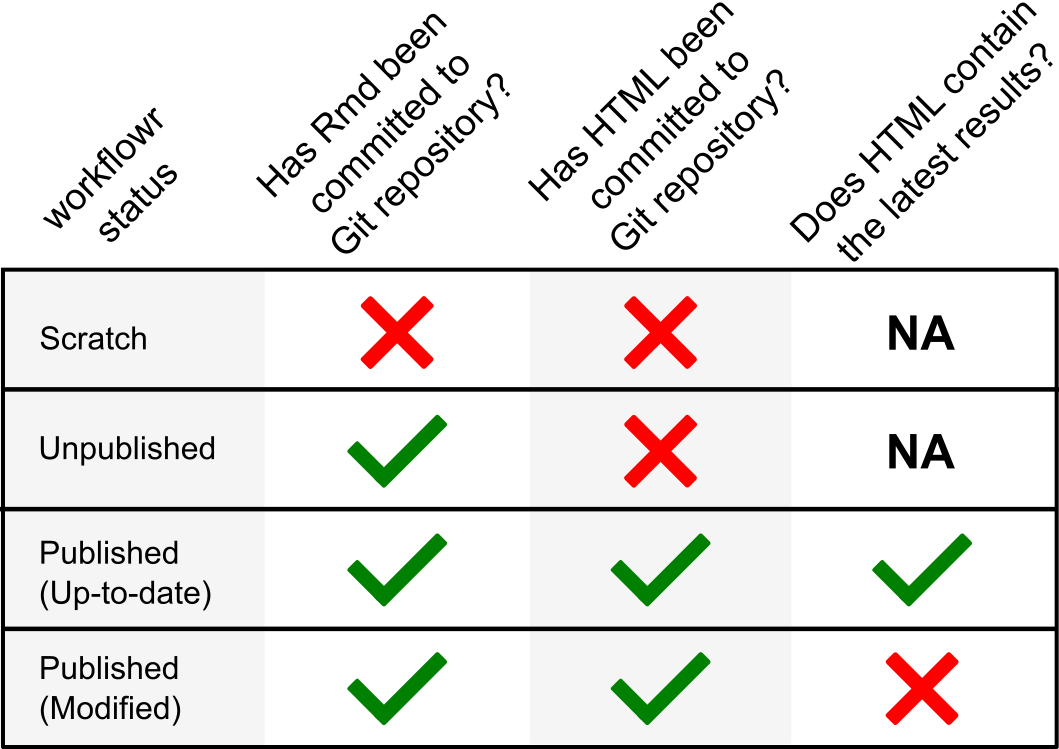 workflowr
status
Has Rmd been
committed to
Git repository?
Has HTML been
committed to
Git repository?
Does HTML contain
the latest results?
Scratch
NA
Unpublished
NA
Published
(Up-to-date)
Published
(Modified)